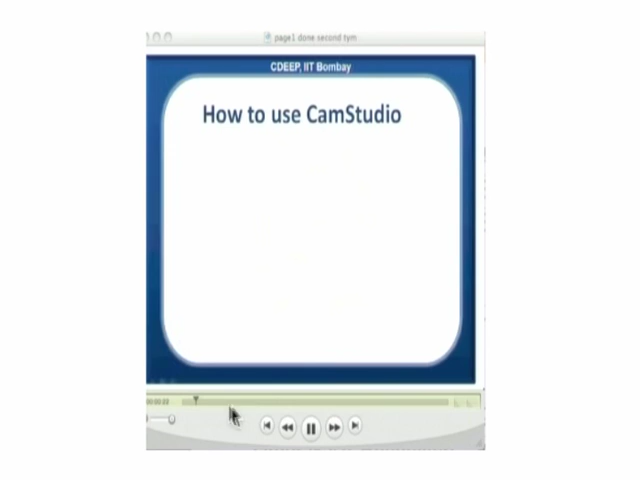 page1 done second tym
CDEEP, IIT Bombay
How to use CamStudio